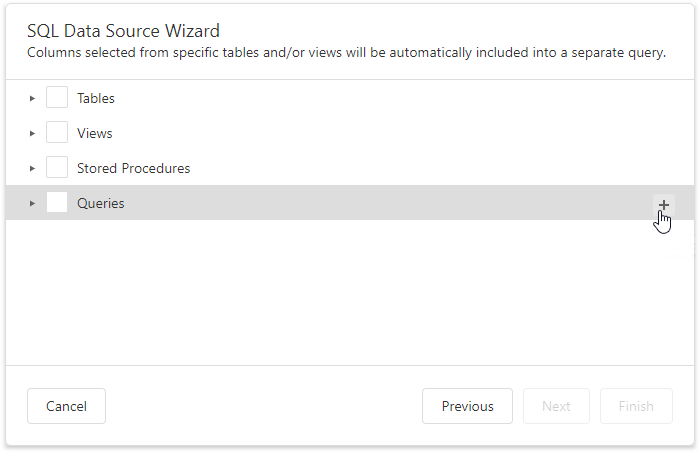 SQL Data Source Wizard
Columns selected from specific tables and/or views will be automatically included into a separate query.
Tables
Views
Stored Procedures
Queries
Cancel
Previous
Next
Finish